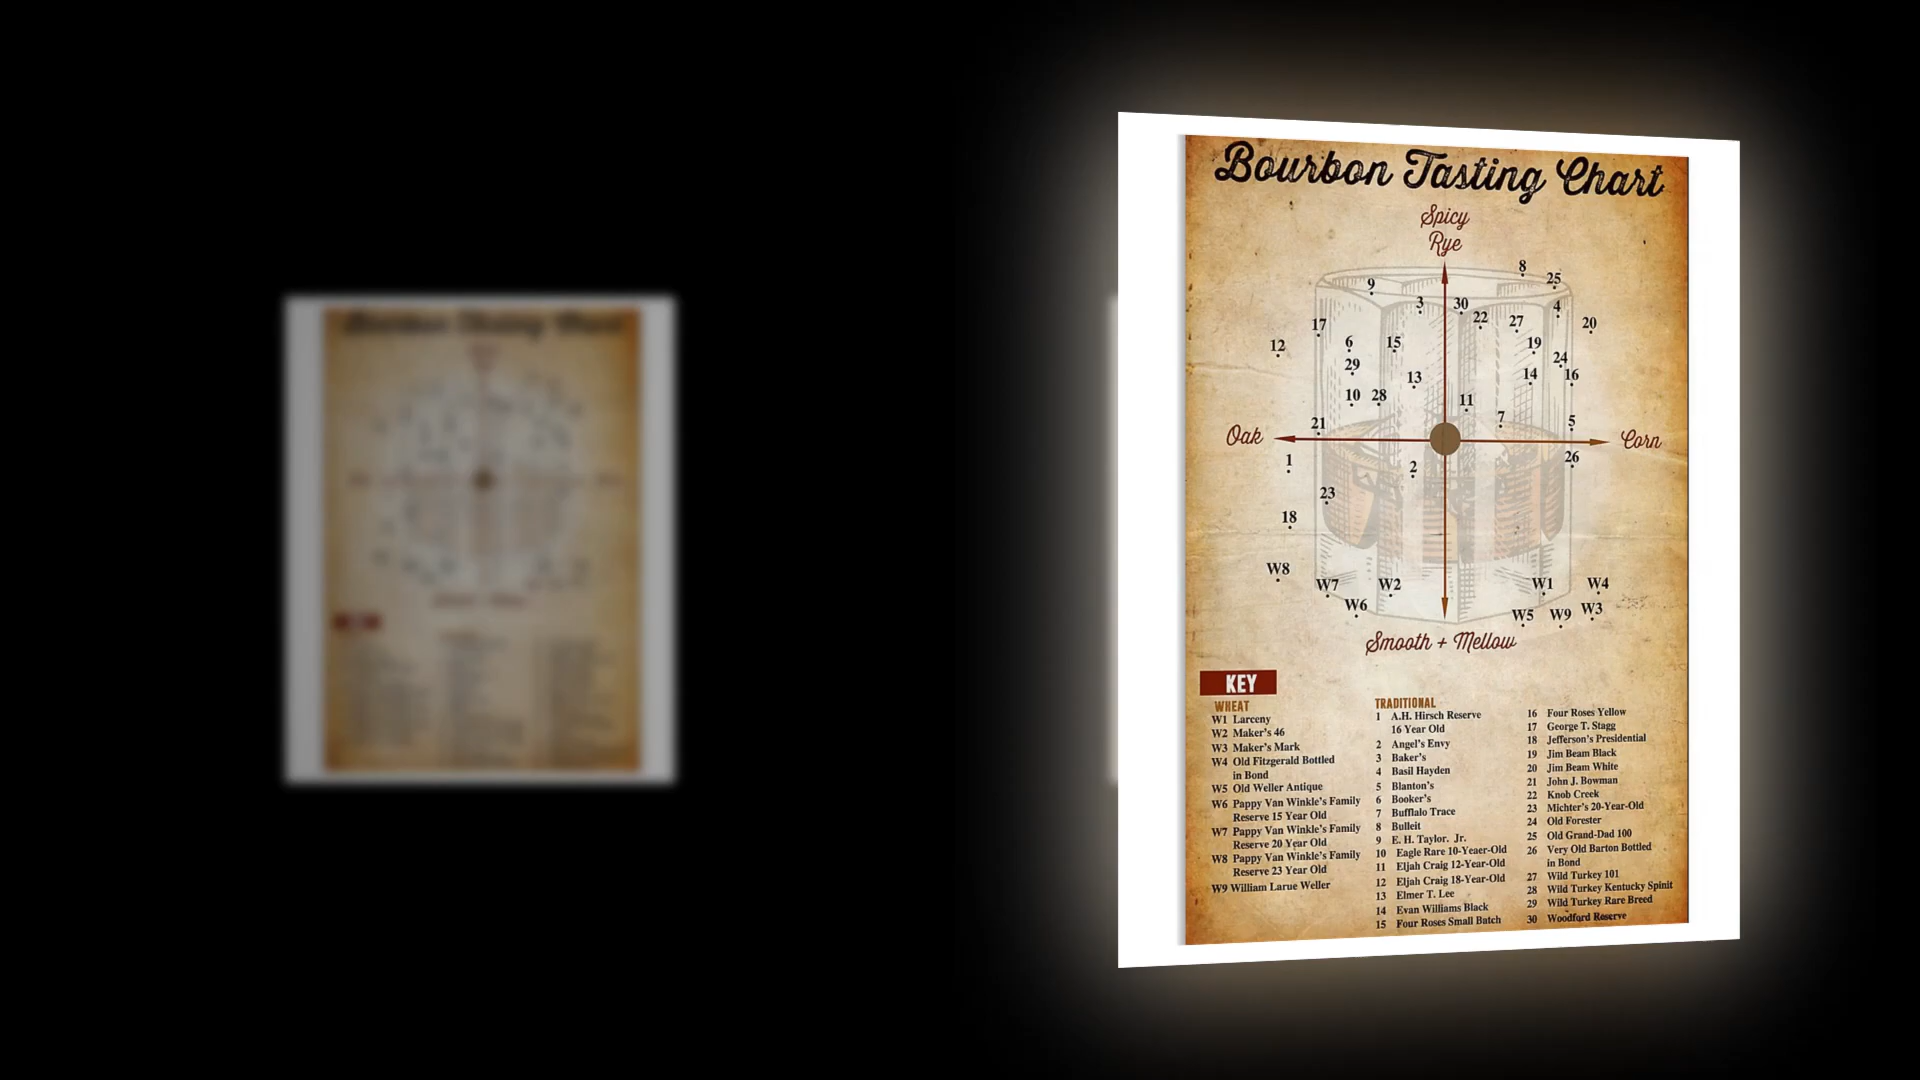 Bourbon Tasting Chart
Spicy
Rye
8
25
9
3
30
4
22
27
20
17
12
6
15
19
29
24
13
14
16
10
28
11
7
21
5
Oak
Corn
1
2
26
23
18
W8
W7
W2
W1
W4
W6
W5
W9
W3
Smooth + Mellow
KEY
WHEAT
W1 Larceny
W2 Maker's 46
W3 Maker's Mark
W4 Old Fitzgerald Bottled
in Bond
W5 Old Weller Antique
W6 Pappy Van Winkle's Family
Reserve 15 Year Old
W7 Pappy Van Winkle's Family
Reserve 20 Year Old
W8 Pappy Van Winkle's Family
Reserve 23 Year Old
W9 William Larue Weller
TRADITIONAL
1 A.H. Hirsch Reserve
16 Year Old
2 Angel's Envy
3 Baker's
4 Basil Hayden
5 Blanton's
6 Booker's
7 Bufflalo Trace
8 Bulleit
9 E. H. Taylor. Jr.
10 Eagle Rare 10-Yeaer-Old
11 Eljah Craig 12-Year-Old
12 Eljah Craig 18-Year-Old
13 Elmer T. Lee
14 Evan Williams Black
15 Four Roses Small Batch
16 Four Roses Yellow
17 George T. Stagg
18 Jefferson's Presidential
19 Jim Beam Black
20 Jim Beam White
21 John J. Bowman
22 Knob Creek
23 Michter's 20-Year-Old
24 Old Forester
25 Old Grand-Dad 100
26 Very Old Barton Bottled
in Bond
27 Wild Turkey 101
28 Wild Turkey Kentucky Spinit
29 Wild Turkey Rare Breed
30 Woodford Reserve